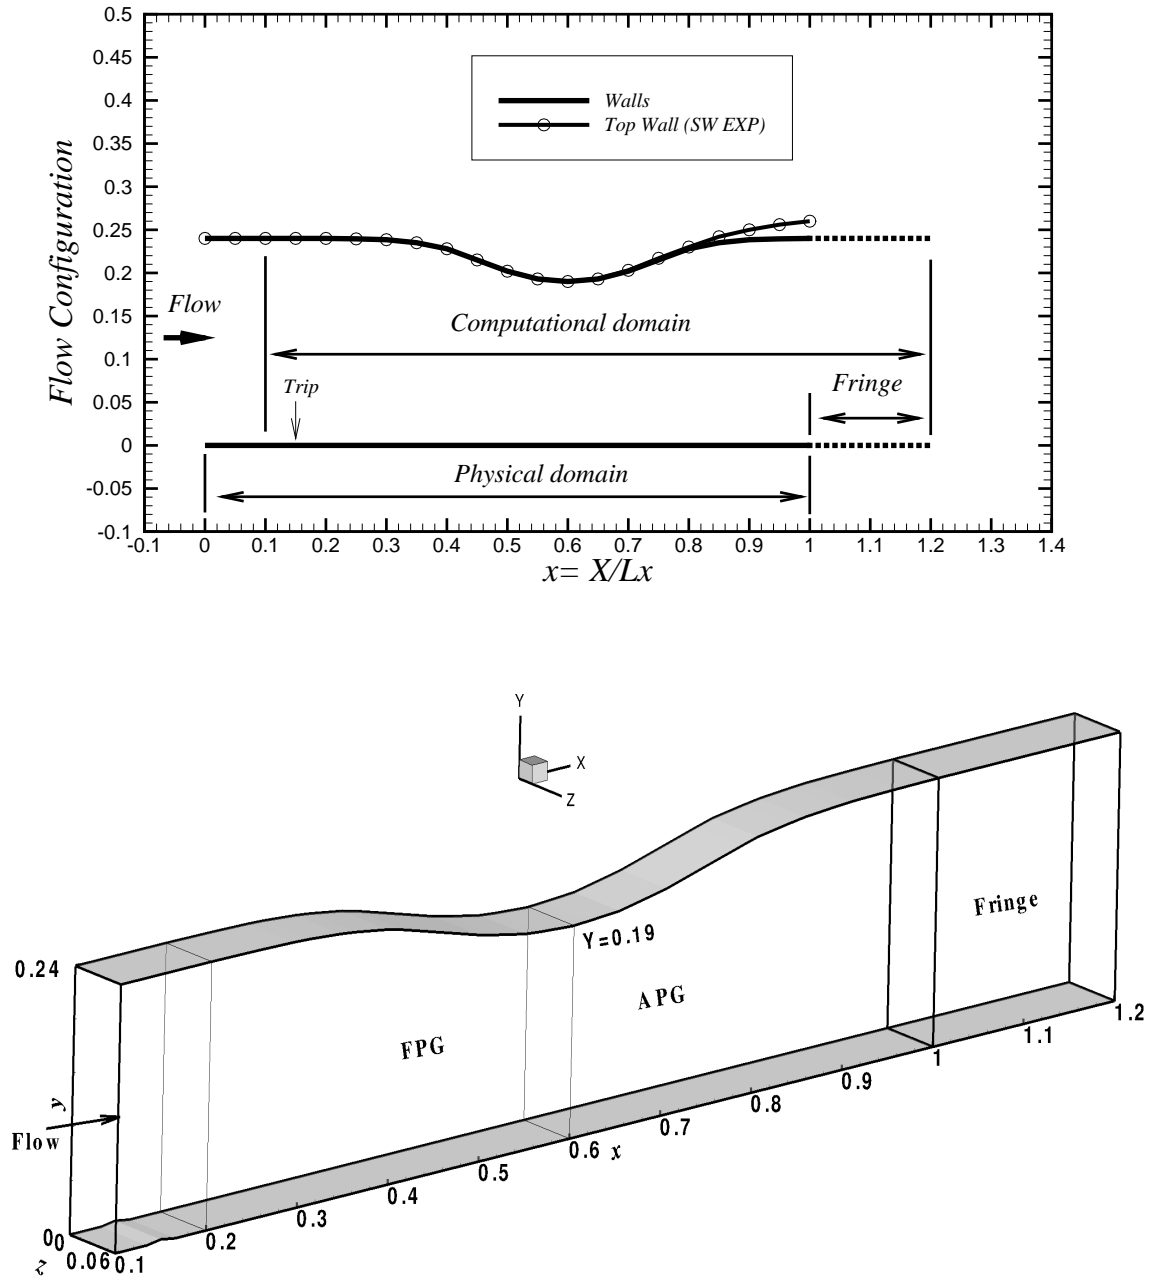 0.5
0.45
0.4
0.35
0.3
0.25
0.2
0.15
0.1
0.05
0
-0.05
-0.1
Flow Configuration
Walls
Top Wall (SW EXP)
Flow
Computational domain
Trip
Fringe
Physical domain
-0.1 0 0.1 0.2 0.3 0.4 0.5 0.6 0.7 0.8 0.9 1 1.1 1.2 1.3 1.4
x= X/Lx
Y
X
Z
0.24
Y=0.19
Fringe
APG
FPG
y
Flow
0 0
z
0.06 0.1 0.2 0.3 0.4 0.5 0.6 x 0.7 0.8 0.9 1 1.1 1.2